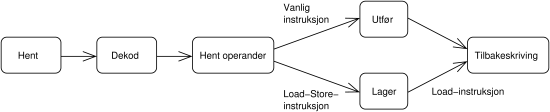 Vanlig
instruksjon
Utfør
Hent
Dekod
Hent operander
Tilbakeskriving
Load−Store−
instruksjon
Lager
Load−instruksjon